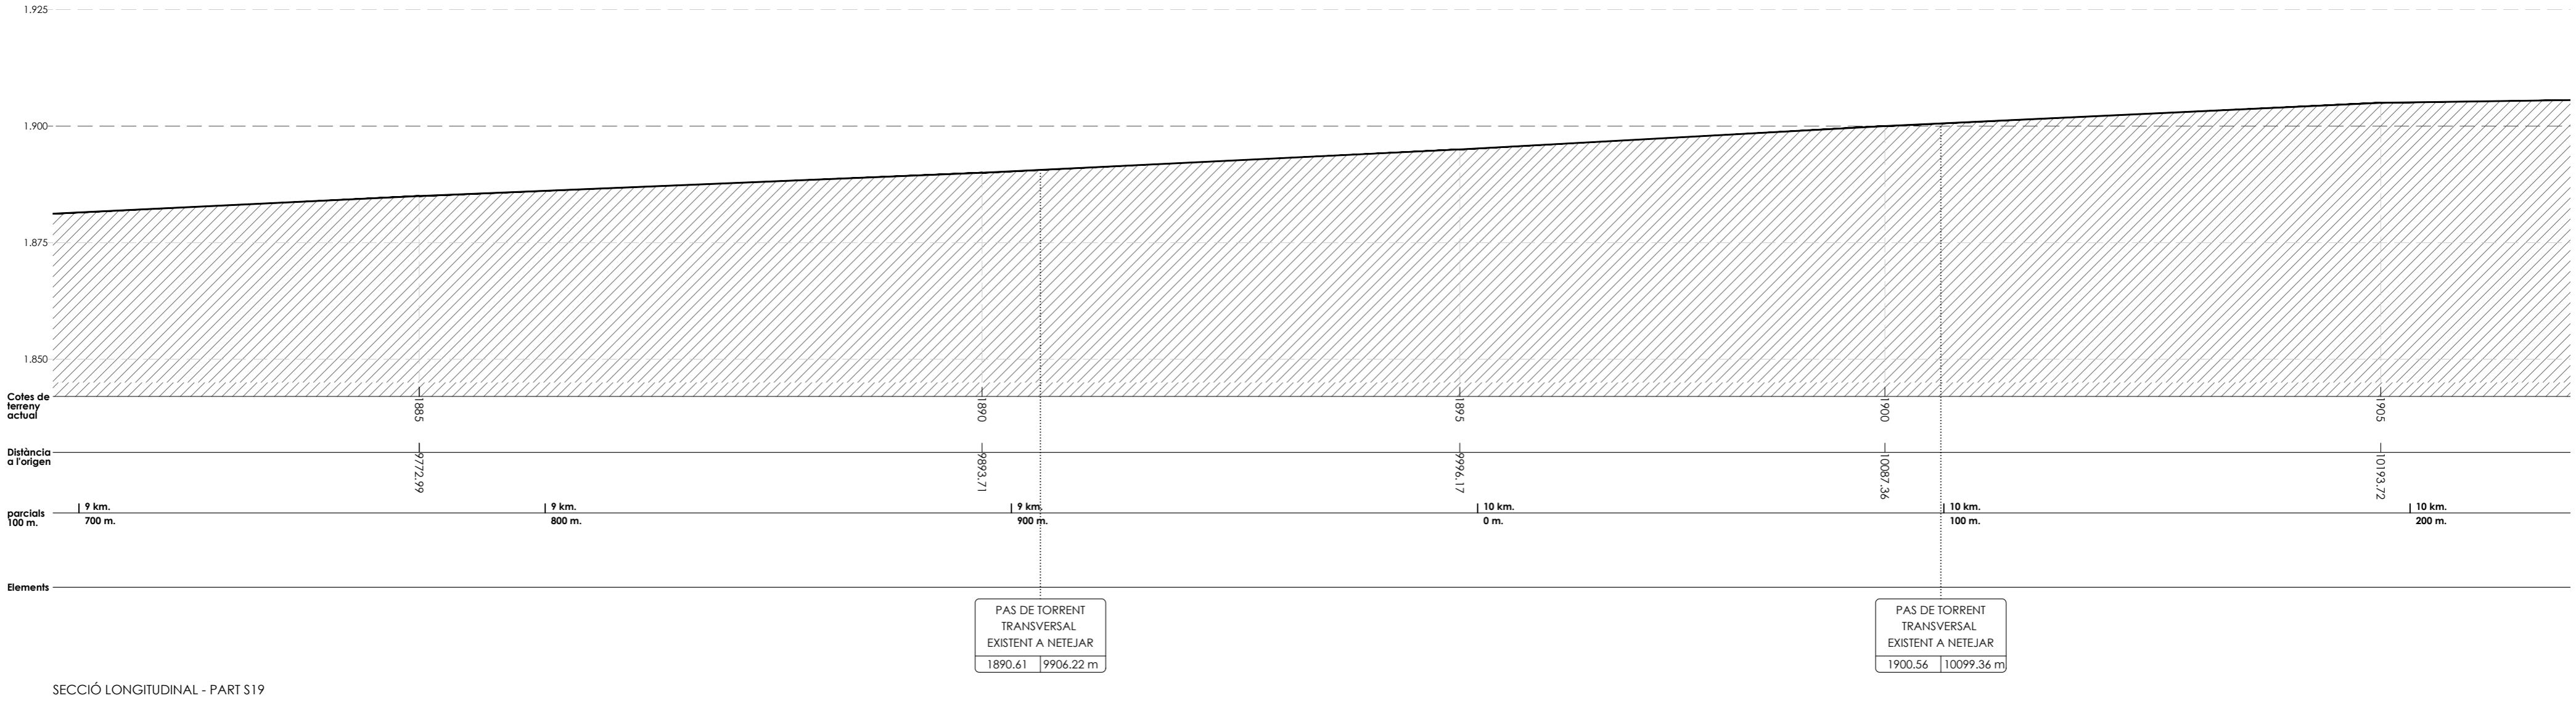 1.925
1.900
1.875
1.850
Cotes de
terreny
actual
1885
1890
1895
1900
1905
Distància
a l'origen
9772.99
9893.71
9996.17
10087.36
10193.72
parcials
100 m.
9 km.
700 m.
9 km.
800 m.
9 km.
900 m.
10 km.
0 m.
10 km.
100 m.
10 km.
200 m.
Elements
PAS DE TORRENT
TRANSVERSAL
EXISTENT A NETEJAR
1890.61 9906.22 m
PAS DE TORRENT
TRANSVERSAL
EXISTENT A NETEJAR
1900.56 10099.36 m
SECCIÓ LONGITUDINAL - PART S19